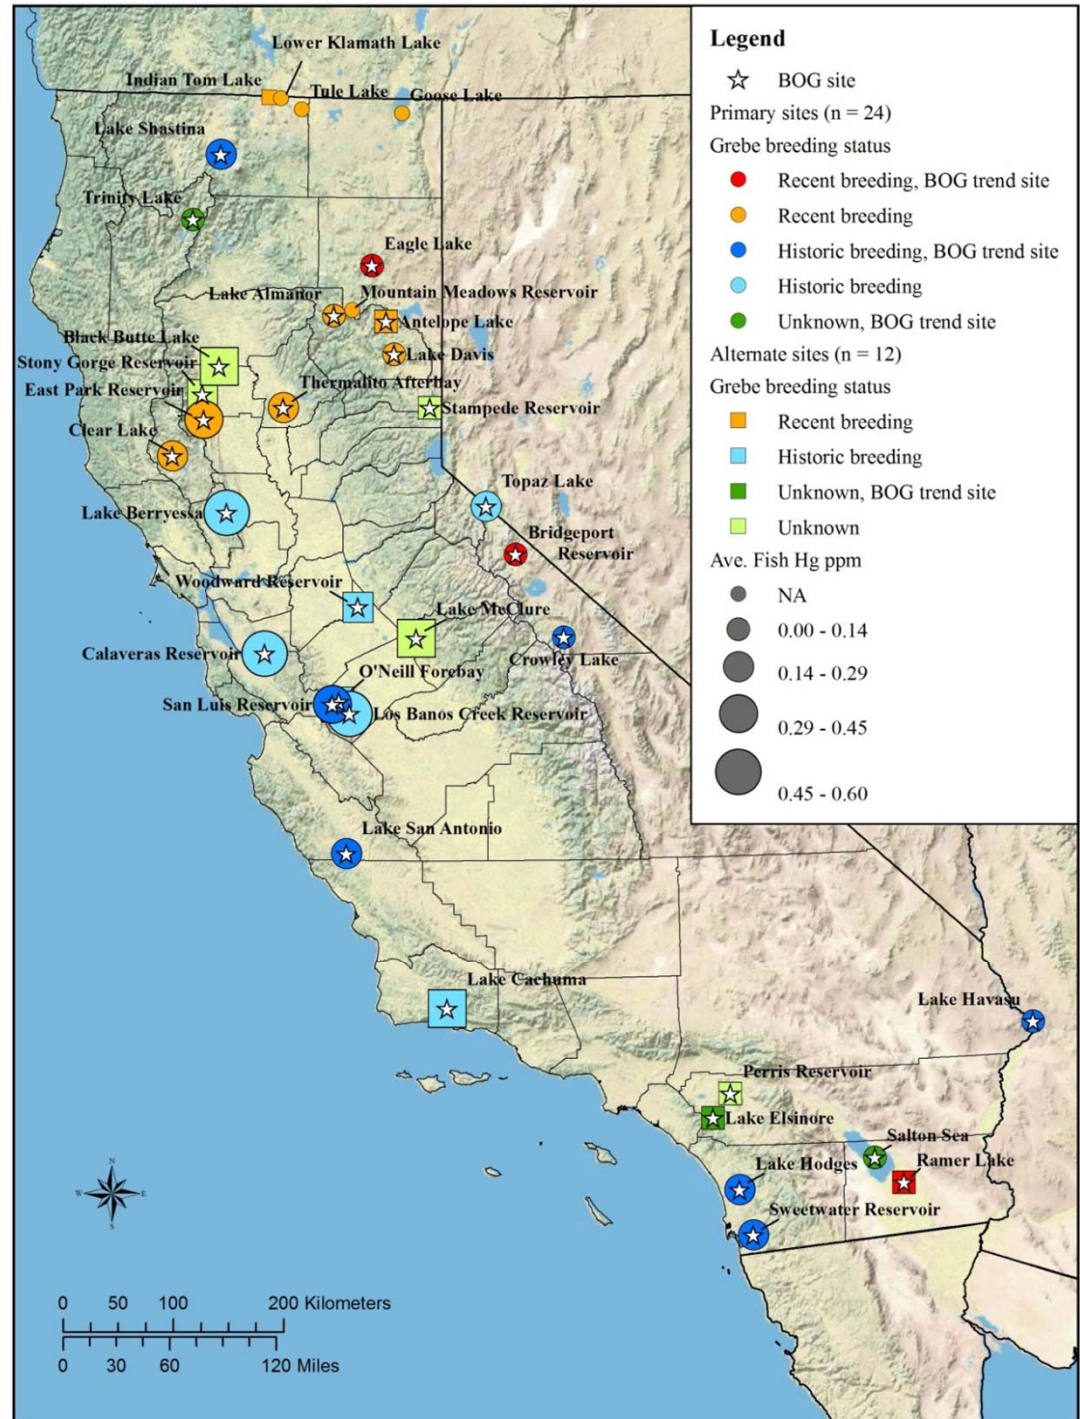 Lower Klamath Lake
Indian Tom Lake
Tule Lake
Goose Lake
Lake Shastina
Trinity Lake
Eagle Lake
Lake Almanor
Mountain Meadows Reservoir
Antelope Lake
Black Butte Lake
Lake Davis
Stony Gorge Reservoir
Thermalito Afterbay
East Park Reservoir
Stampede Reservoir
Clear Lake
Topaz Lake
Lake Berryessa
Bridgeport
Reservoir
Woodward Reservoir
Lake McClure
Calaveras Reservoir
Crowley Lake
O'Neill Forebay
San Luis Reservoir
Los Banos Creek Reservoir
Lake San Antonio
Lake Cachuma
Lake Havasu
Perris Reservoir
Lake Elsinore
Salton Sea
Lake Hodges
Ramer Lake
Sweetwater Reservoir
Legend
BOG site
Primary sites (n = 24)
Grebe breeding status
Recent breeding, BOG trend site
Recent breeding
Historic breeding, BOG trend site
Historic breeding
Unknown, BOG trend site
Alternate sites (n = 12)
Grebe breeding status
Recent breeding
Historic breeding
Unknown, BOG trend site
Unknown
Ave. Fish Hg ppm
NA
0.00 - 0.14
0.14 - 0.29
0.29 - 0.45
0.45 - 0.60
N
W E
S
0 50 100 200 Kilometers
0 30 60 120 Miles